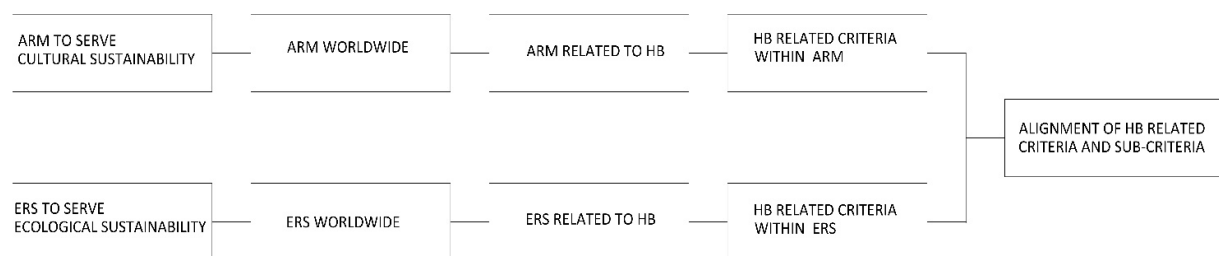 ARM TO SERVE
CULTURAL SUSTAINABILITY
ARM WORLDWIDE
ARM RELATED TO HB
HB RELATED CRITERIA
WITHIN ARM
ALIGNMENT OF HB RELATED
CRITERIA AND SUB-CRITERIA
ERS TO SERVE
ECOLOGICAL SUSTAINABILITY
ERS WORLDWIDE
ERS RELATED TO HB
HB RELATED CRITERIA
WITHIN ERS